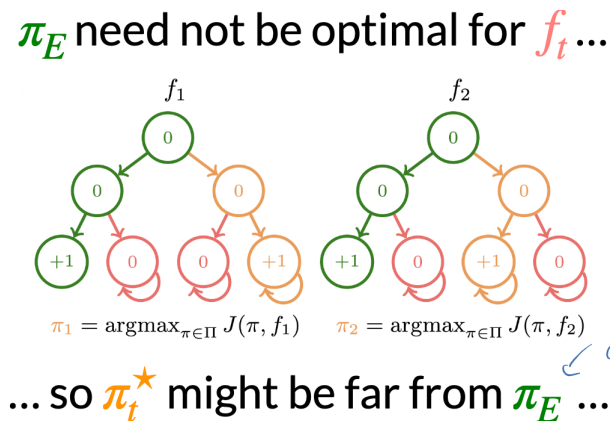 π_E need not be optimal for f_t ...
f_1 f_2
0 0
0 0 0 0
+1 0 0 +1 +1 0 +1 0
π_1 = argmax_{π∈Π} J(π, f_1) π_2 = argmax_{π∈Π} J(π, f_2)
... so π_t^★ might be far from π_E ...